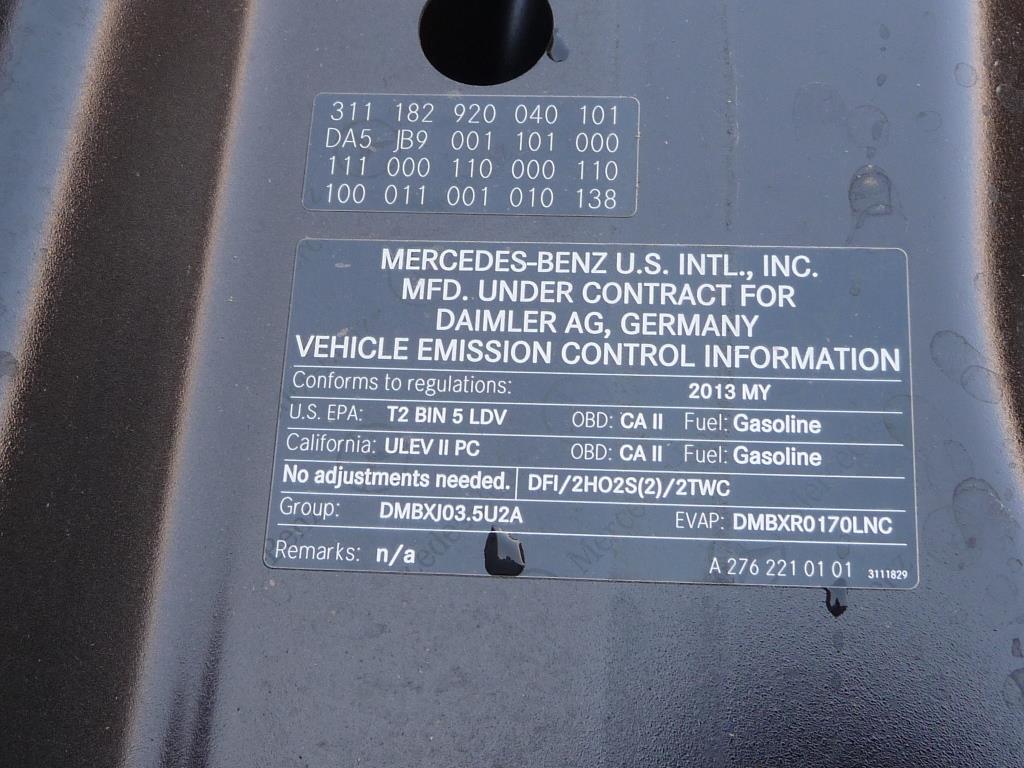 311 182 920 040 101
DA5 JB9 001 101 000
111 000 110 000 110
100 011 001 010 138
MERCEDES-BENZ U.S. INTL., INC.
MFD. UNDER CONTRACT FOR
DAIMLER AG, GERMANY
VEHICLE EMISSION CONTROL INFORMATION
Conforms to regulations: 2013 MY
U.S. EPA: T2 BIN 5 LDV OBD: CA II Fuel: Gasoline
California: ULEV II PC OBD: CA II Fuel: Gasoline
No adjustments needed. DFI/2HO2S(2)/2TWC
Group: DMBXJ03.5U2A EVAP: DMBXR0170LNC
Remarks: n/a A 276 221 01 01 3111829